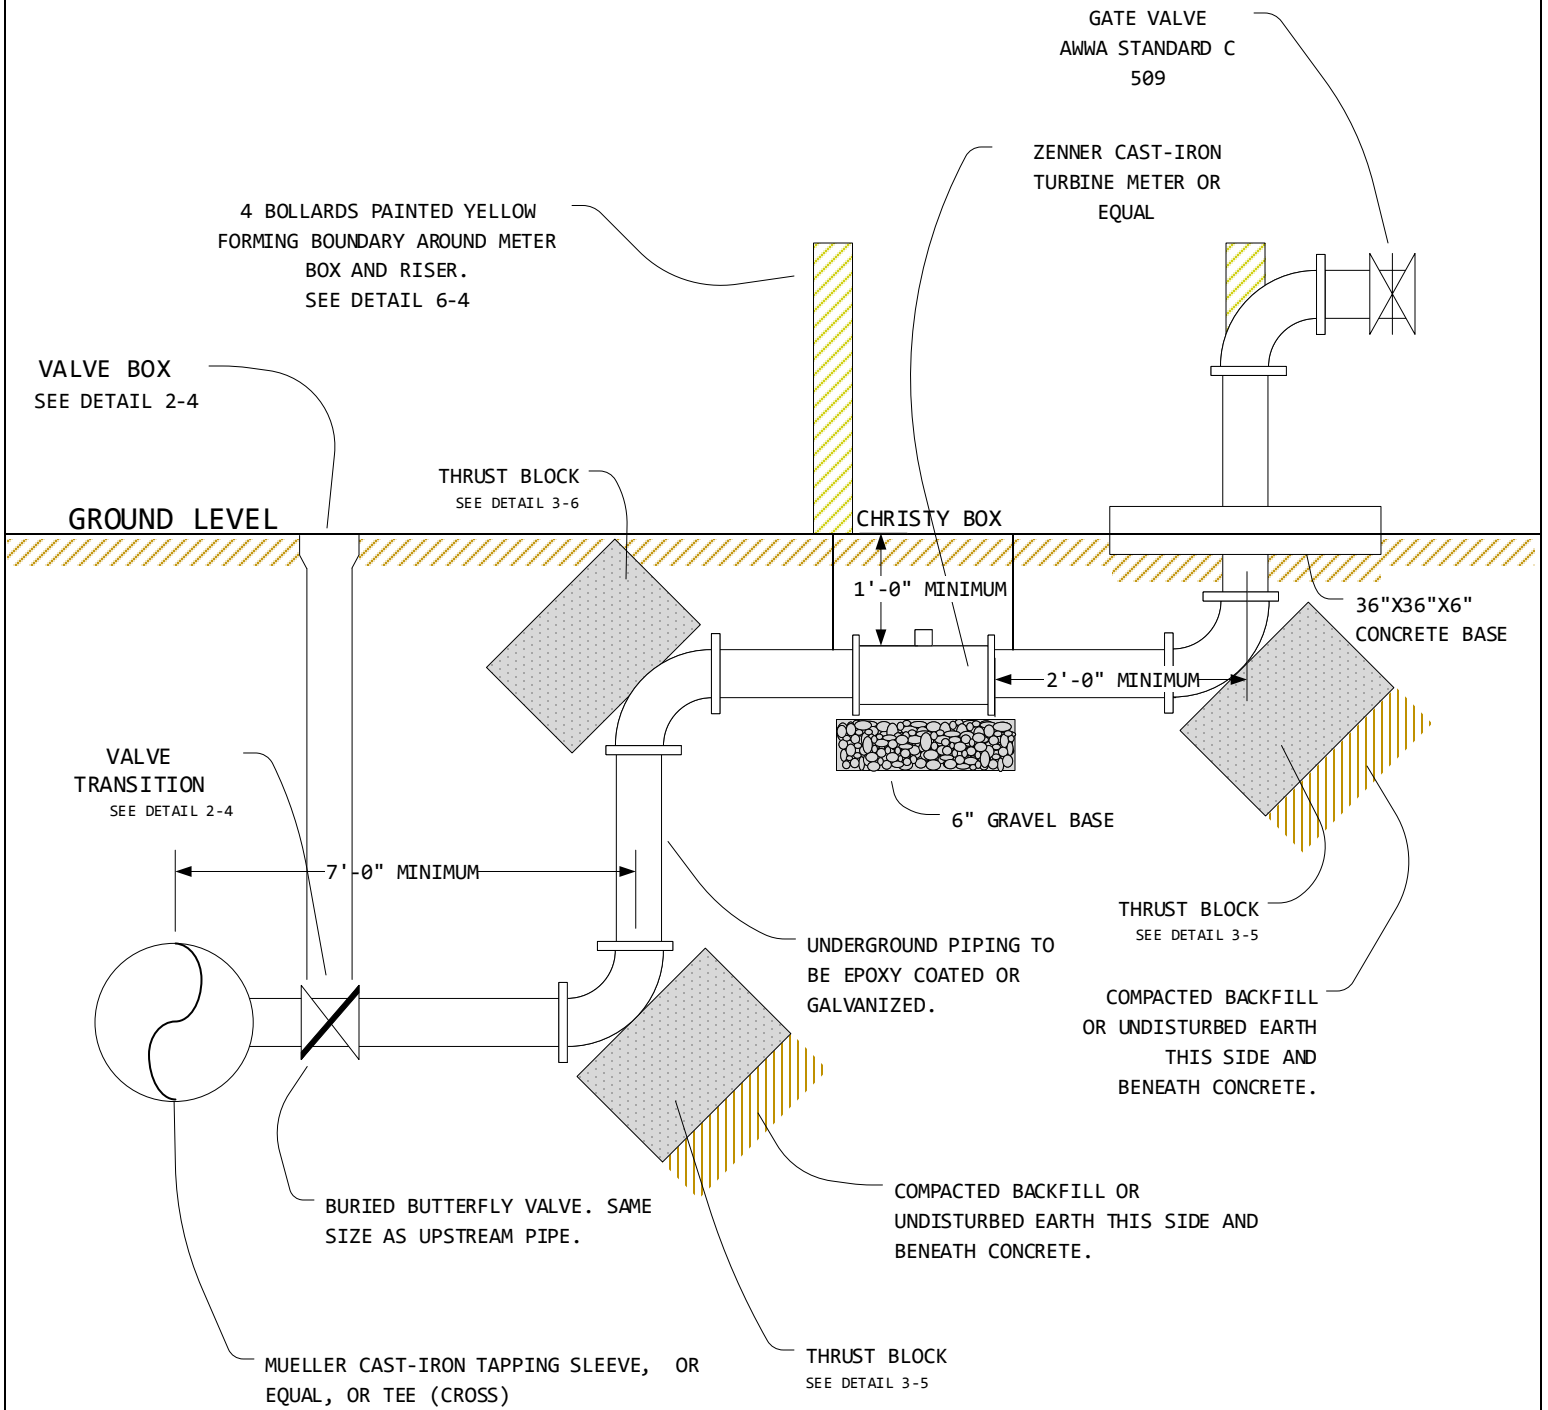 GATE VALVE
AWWA STANDARD C
509
ZENNER CAST-IRON
TURBINE METER OR
EQUAL
4 BOLLARDS PAINTED YELLOW
FORMING BOUNDARY AROUND METER
BOX AND RISER.
SEE DETAIL 6-4
VALVE BOX
SEE DETAIL 2-4
THRUST BLOCK
SEE DETAIL 3-6
GROUND LEVEL
CHRISTY BOX
1'-0" MINIMUM
36"X36"X6"
CONCRETE BASE
2'-0" MINIMUM
VALVE
TRANSITION
SEE DETAIL 2-4
6" GRAVEL BASE
7'-0" MINIMUM
THRUST BLOCK
SEE DETAIL 3-5
UNDERGROUND PIPING TO
BE EPOXY COATED OR
GALVANIZED.
COMPACTED BACKFILL
OR UNDISTURBED EARTH
THIS SIDE AND
BENEATH CONCRETE.
BURIED BUTTERFLY VALVE. SAME
SIZE AS UPSTREAM PIPE.
COMPACTED BACKFILL OR
UNDISTURBED EARTH THIS SIDE AND
BENEATH CONCRETE.
MUELLER CAST-IRON TAPPING SLEEVE, OR
EQUAL, OR TEE (CROSS)
THRUST BLOCK
SEE DETAIL 3-5